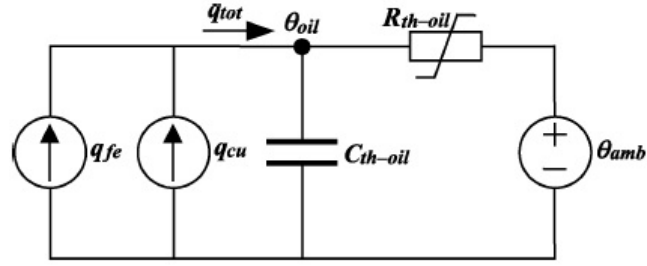 q_tot θ_oil R_th–oil
q_fe q_cu C_th–oil + − θ_amb